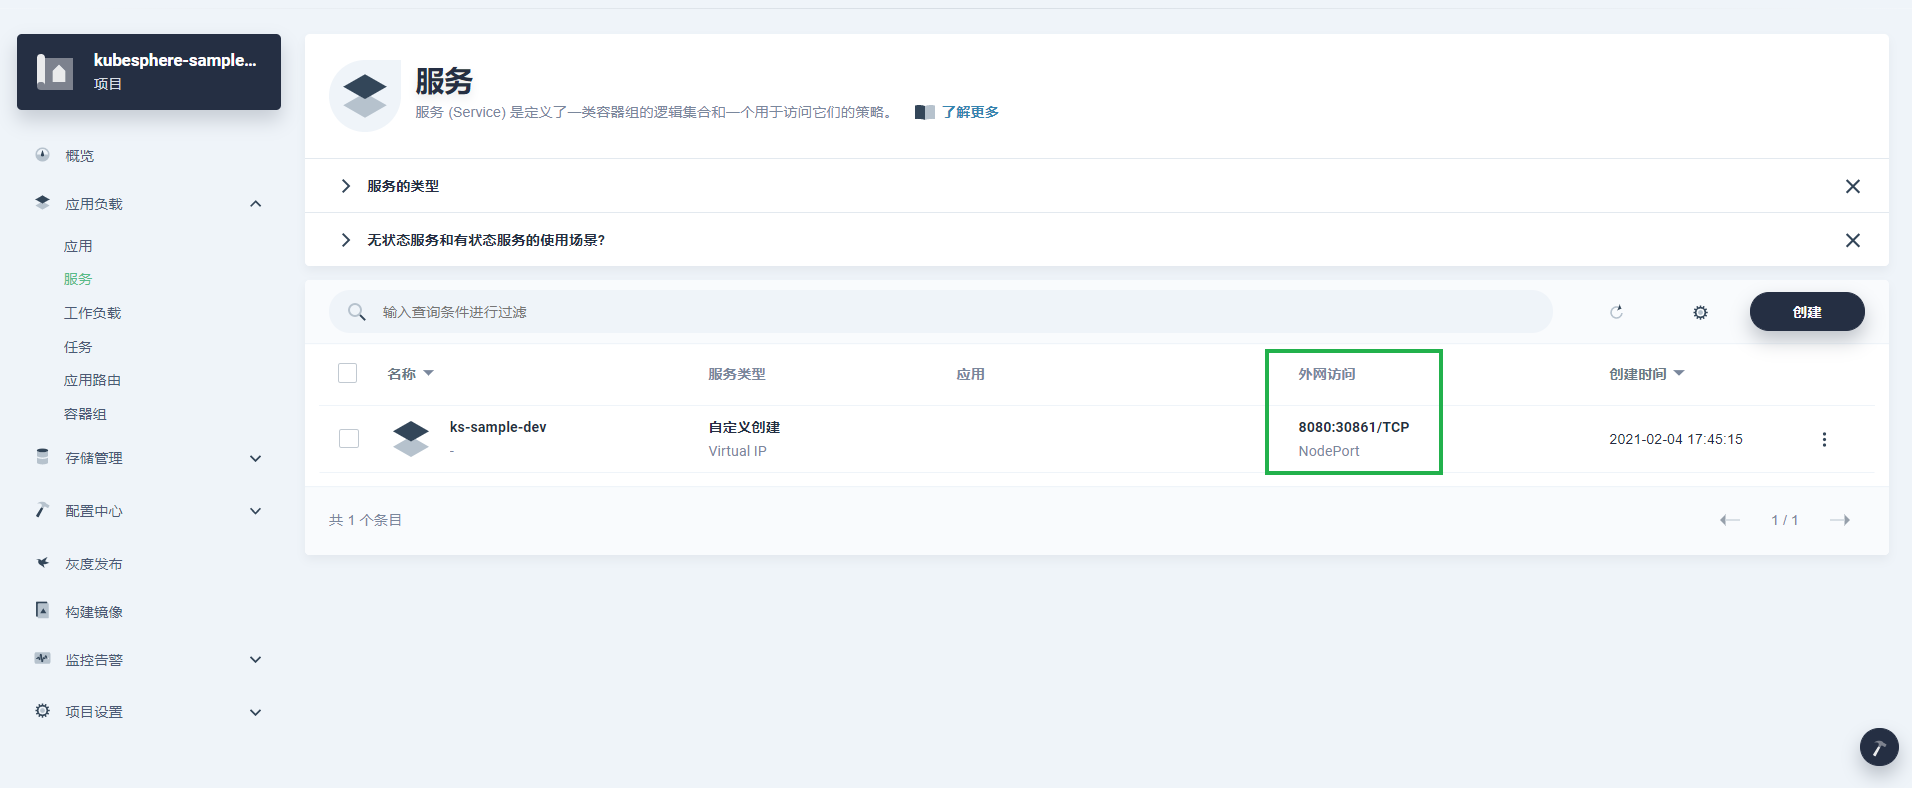 kubesphere-sample...
项目
概览
应用负载
应用
服务
工作负载
任务
应用路由
容器组
存储管理
配置中心
灰度发布
构建镜像
监控告警
项目设置
服务
服务 (Service) 是定义了一类容器组的逻辑集合和一个用于访问它们的策略。 了解更多
服务的类型
无状态服务和有状态服务的使用场景?
输入查询条件进行过滤
创建
名称 服务类型 应用 外网访问 创建时间
ks-sample-dev 自定义创建 8080:30861/TCP 2021-02-04 17:45:15
- Virtual IP NodePort
共 1 个条目 1 / 1